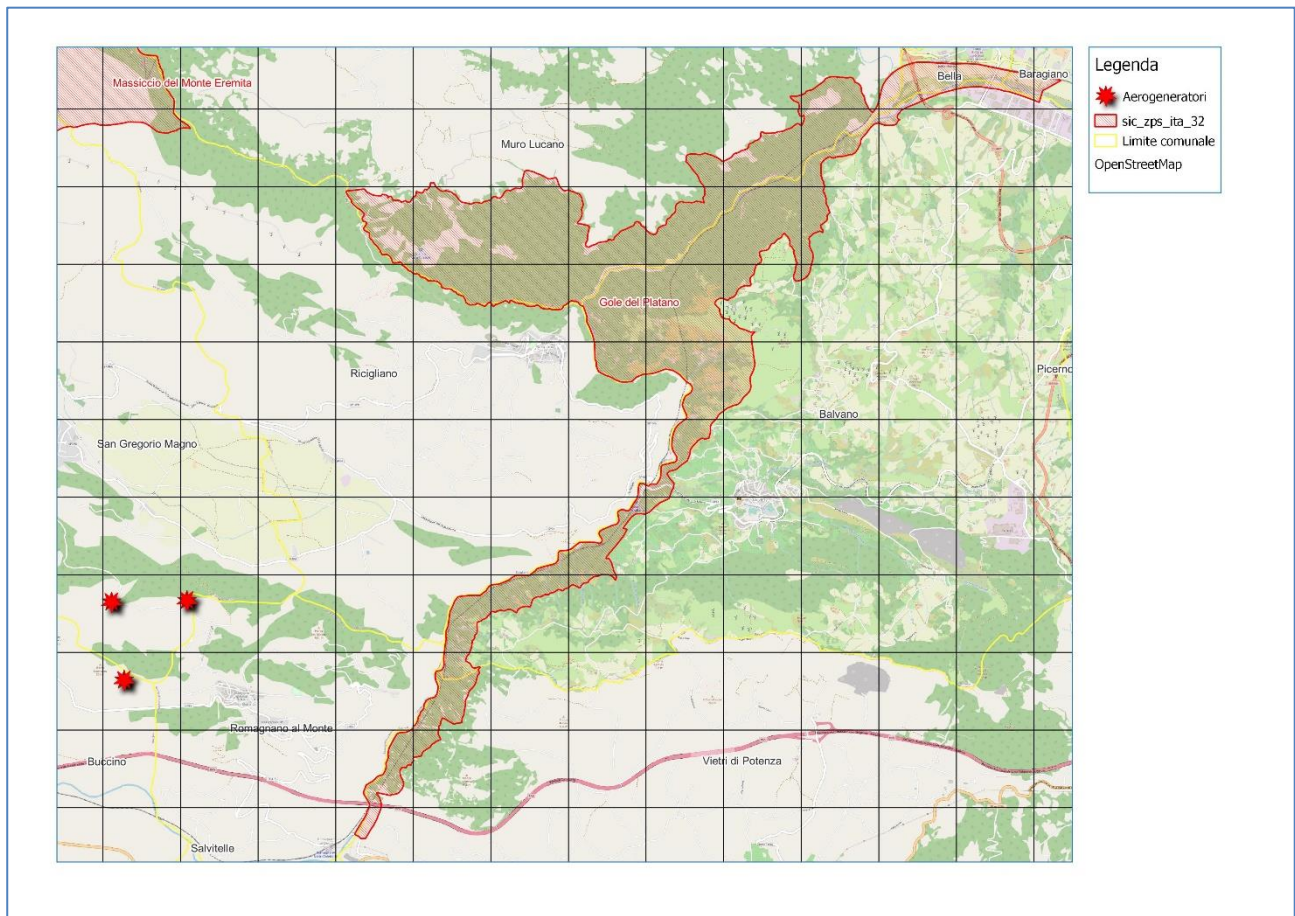 Massiccio del Monte Eremita
Bella
Baragiano
Muro Lucano
Gole del Platano
Ricigliano
Picerno
Balvano
San Gregorio Magno
Romagnano al Monte
Buccino
Vietri di Potenza
Salvitelle
Legenda
Aerogeneratori
sic_zps_ita_32
Limite comunale
OpenStreetMap